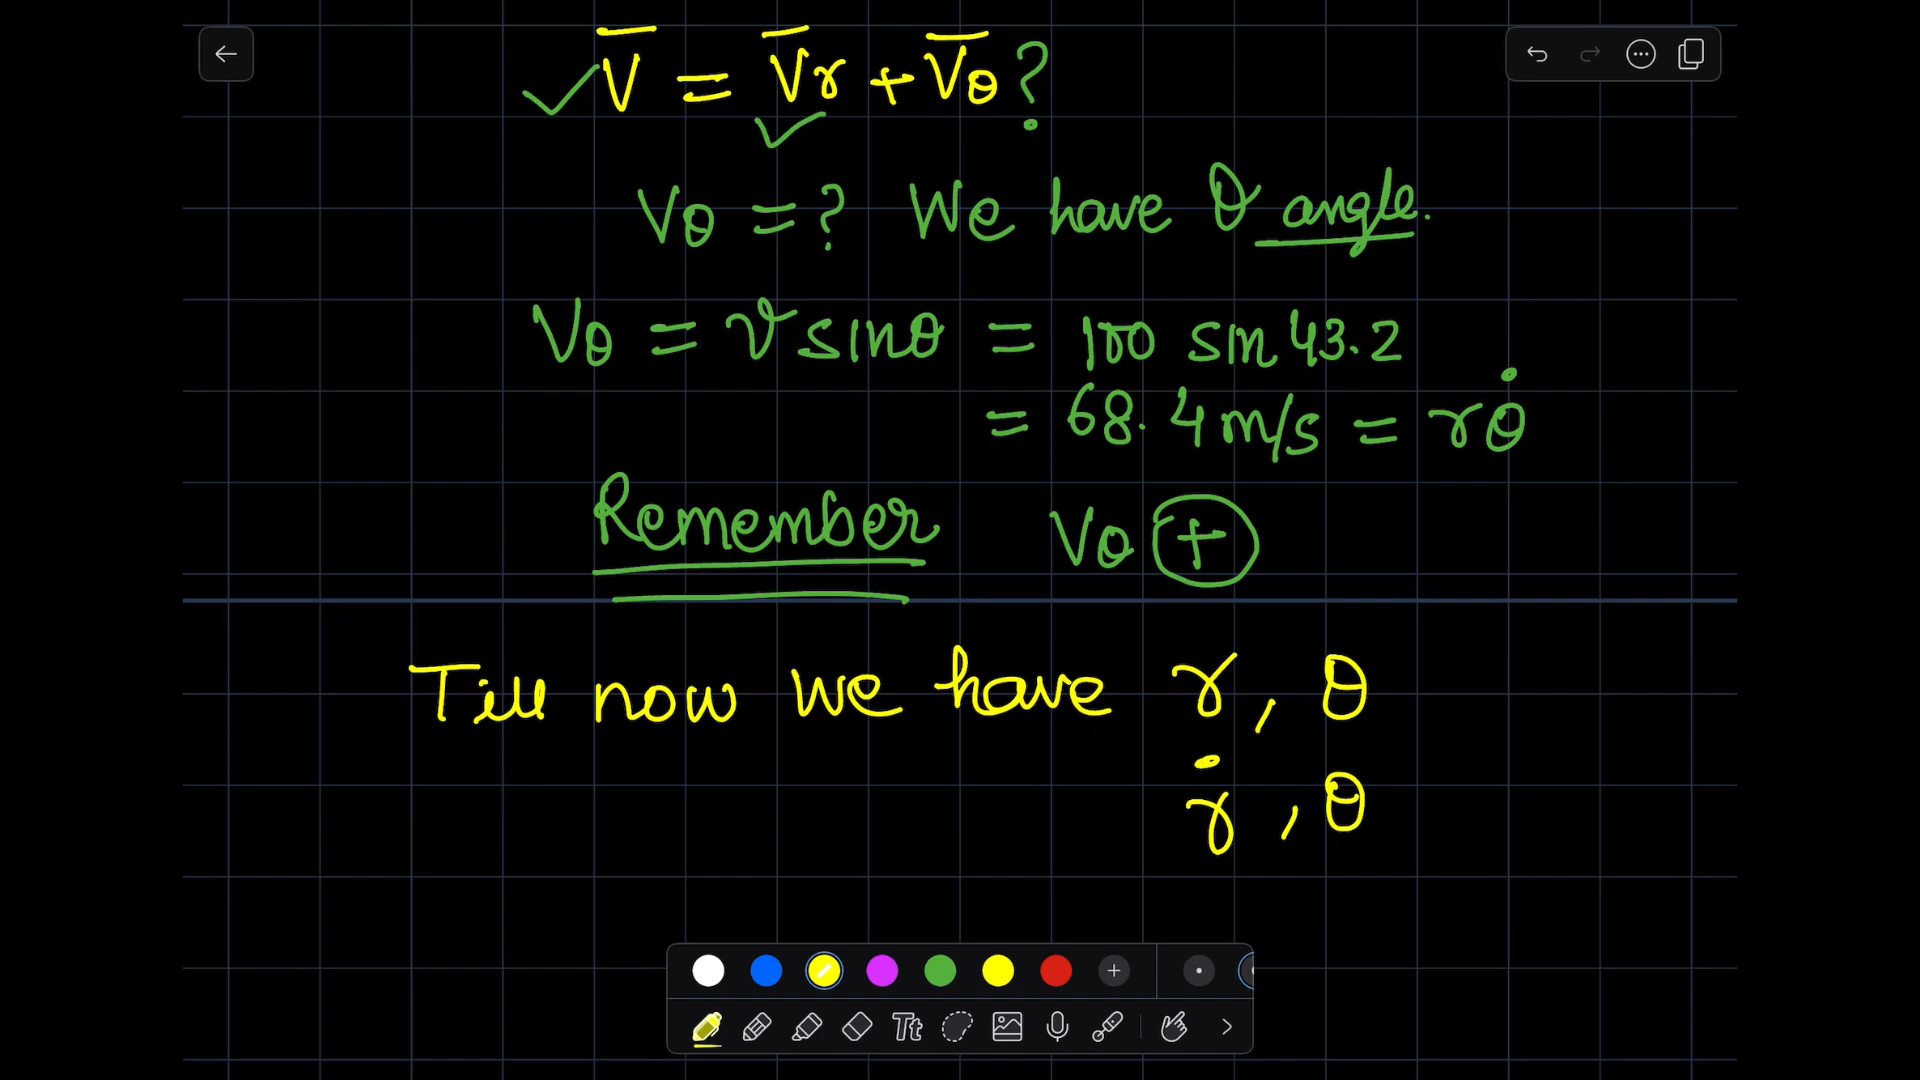 V̅ = V̅r + V̅θ ?
Vθ = ? We have θ angle.
Vθ = v sinθ = 100 sin 43.2
= 68.4 m/s = rθ̇
Remember Vθ +
Till now we have r, θ
ṙ, θ
Tt